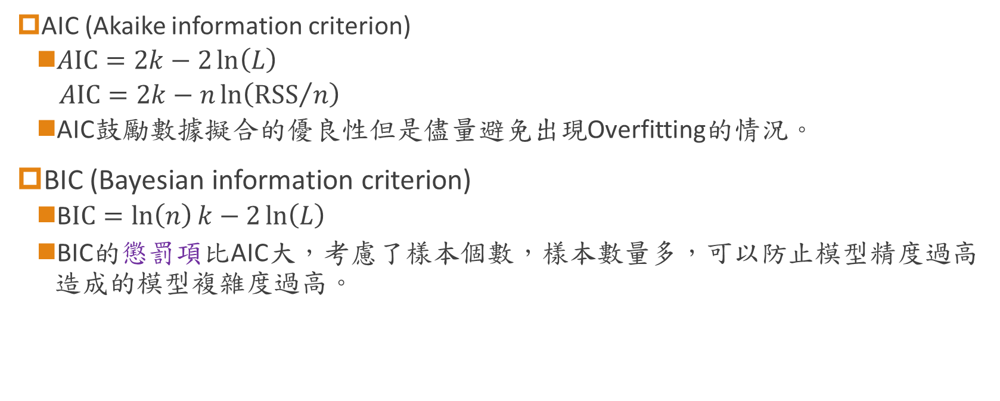 AIC (Akaike information criterion)
AIC = 2k − 2 ln(L)
AIC = 2k − n ln(RSS/n)
AIC鼓勵數據擬合的優良性但是儘量避免出現Overfitting的情況。
BIC (Bayesian information criterion)
BIC = ln(n) k − 2 ln(L)
BIC的懲罰項比AIC大，考慮了樣本個數，樣本數量多，可以防止模型精度過高
造成的模型複雜度過高。